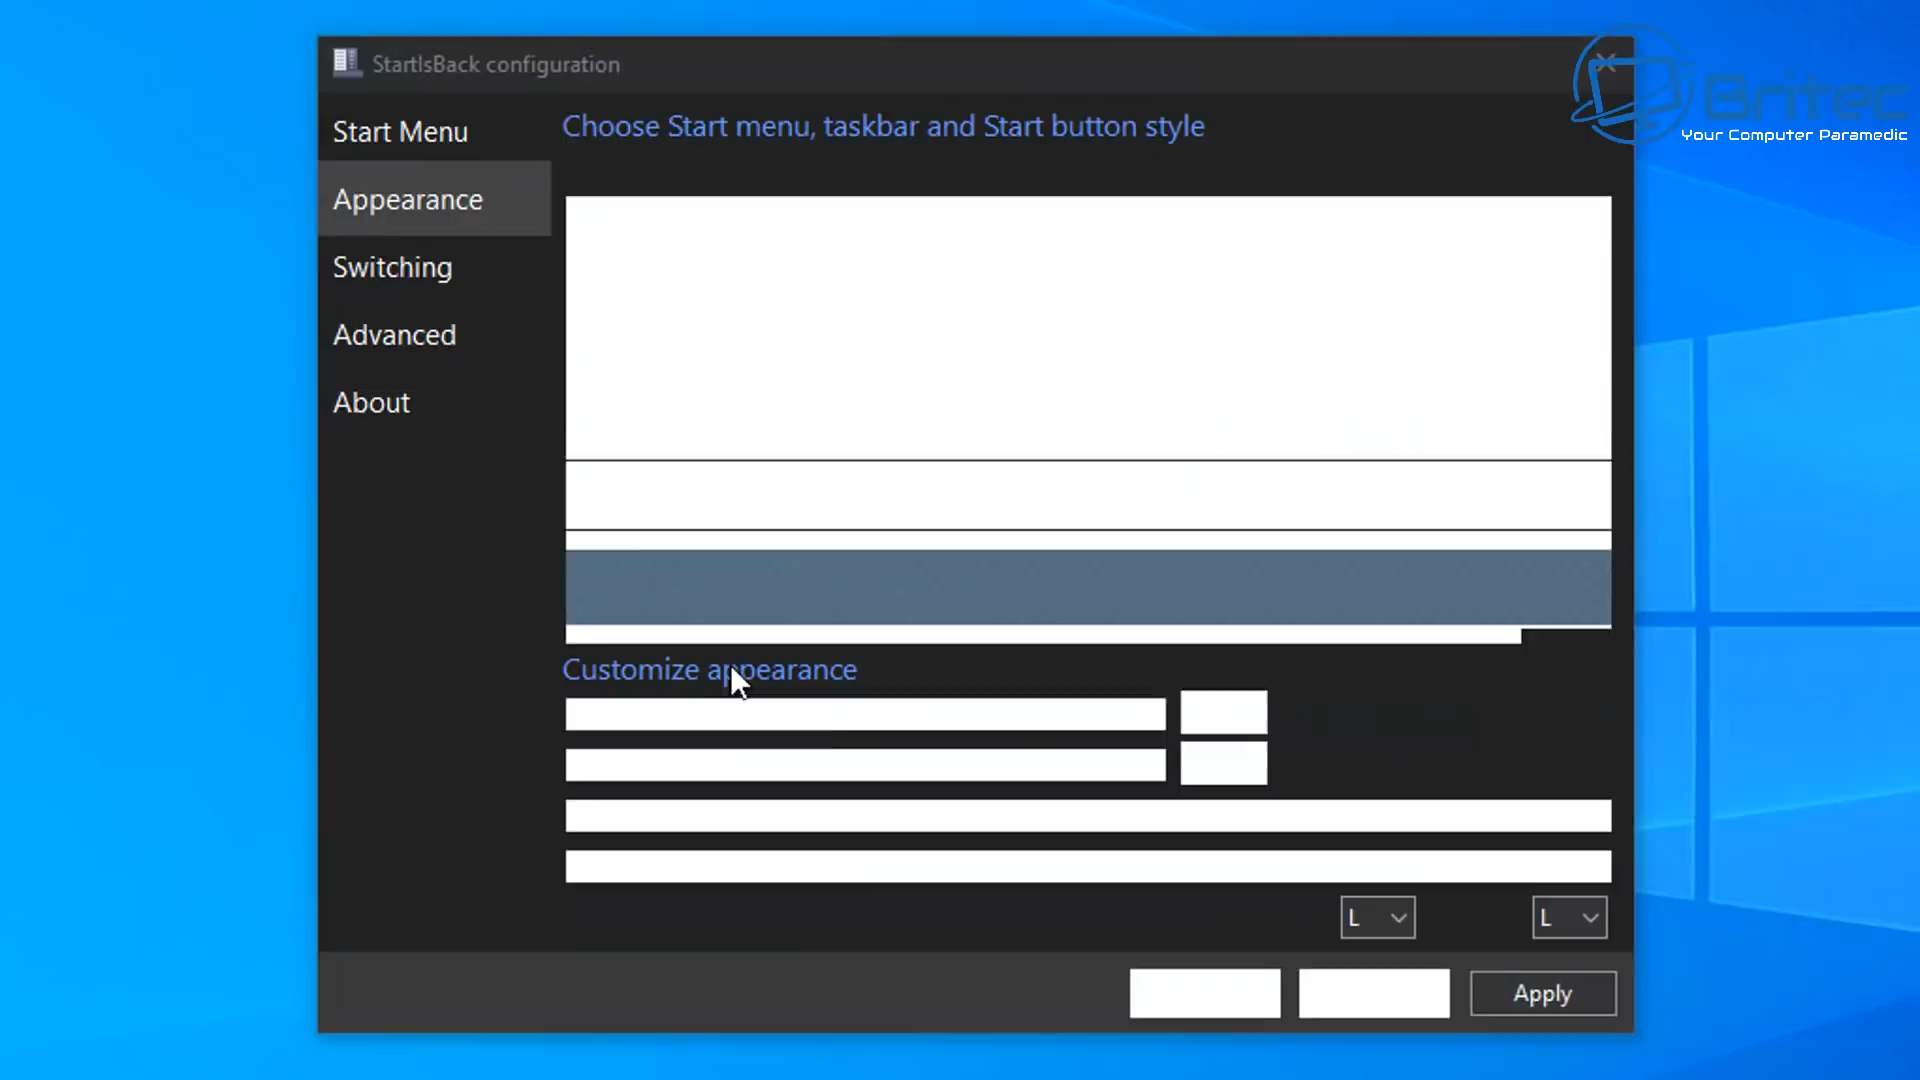 StartIsBack configuration
Britec
Your Computer Paramedic
Start Menu
Appearance
Switching
Advanced
About
Choose Start menu, taskbar and Start button style
Customize appearance
L
L
Apply